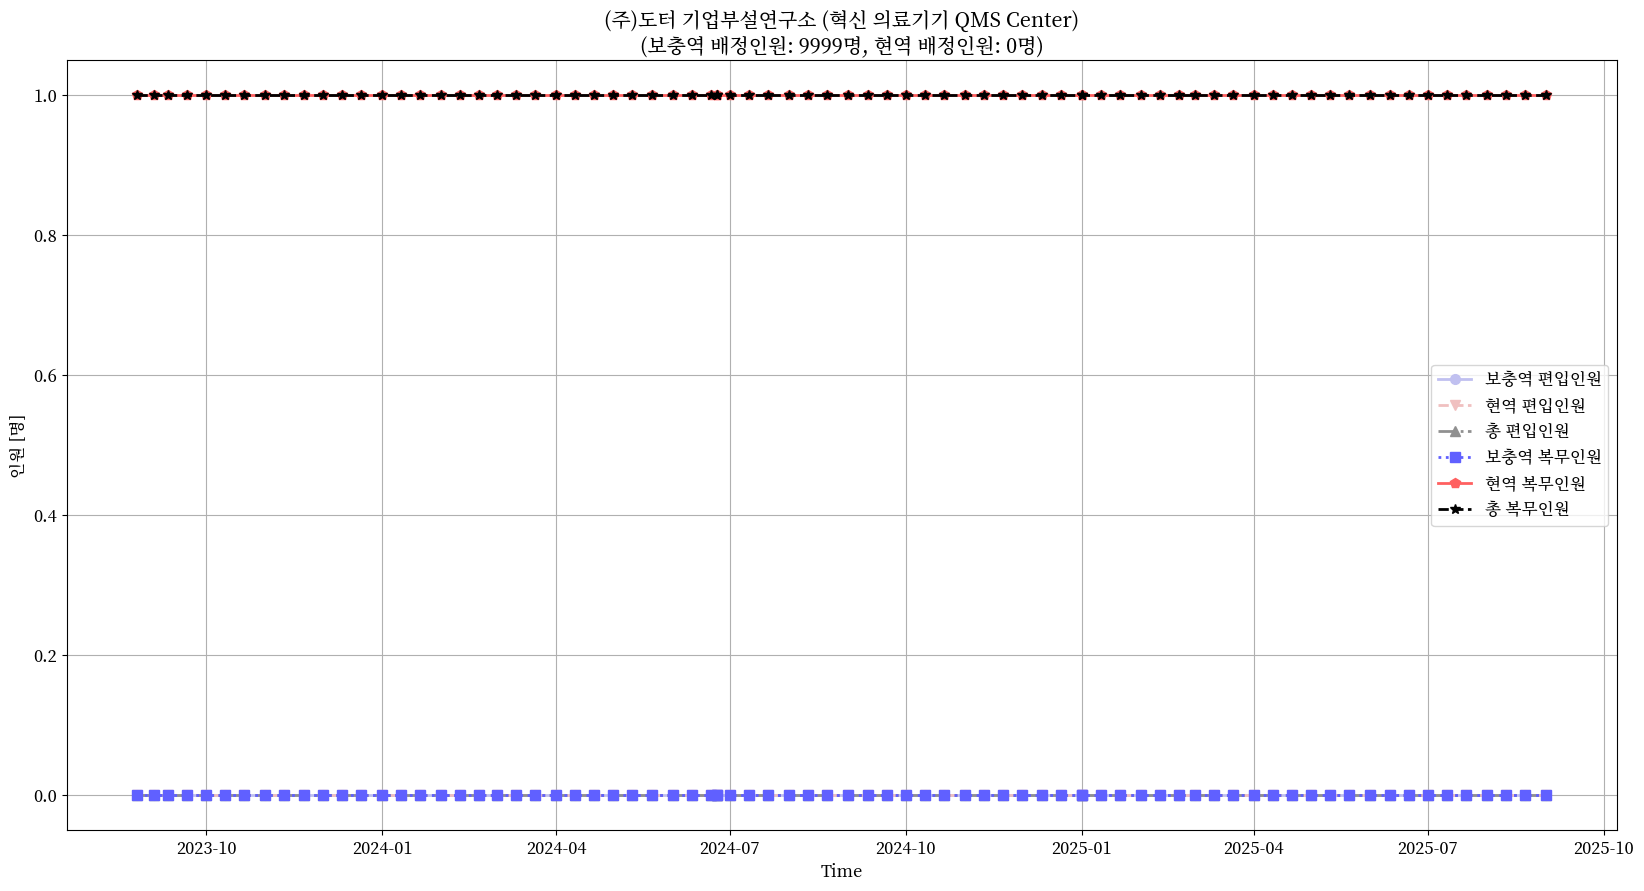 (주)도터 기업부설연구소 (혁신 의료기기 QMS Center)
(보충역 배정인원: 9999명, 현역 배정인원: 0명)
인원 [명]
1.0
0.8
0.6
0.4
0.2
0.0
보충역 편입인원
현역 편입인원
총 편입인원
보충역 복무인원
현역 복무인원
총 복무인원
2023-10
2024-01
2024-04
2024-07
2024-10
2025-01
2025-04
2025-07
2025-10
Time